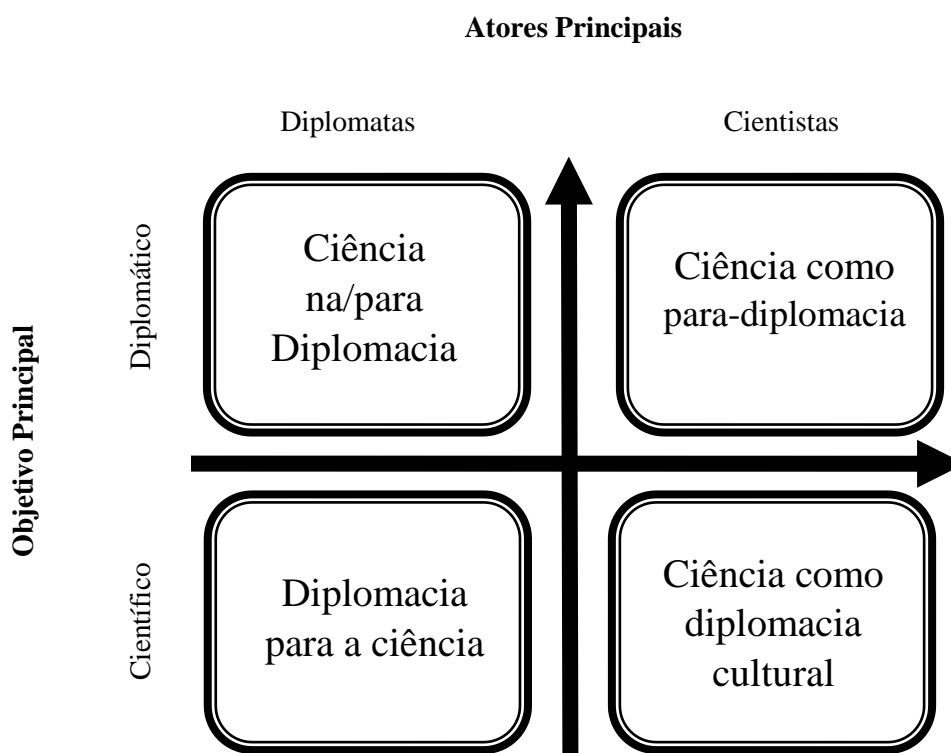 Atores Principais
Diplomatas
Cientistas
Objetivo Principal
Diplomático
Ciência
na/para
Diplomacia
Ciência como
para-diplomacia
Científico
Diplomacia
para a ciência
Ciência como
diplomacia
cultural